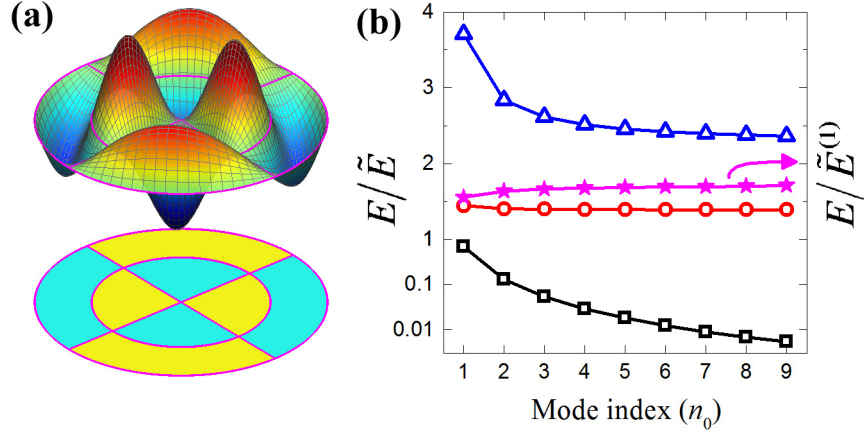 (a)
(b)
E/Ẽ
4
3
2
1
0.1
0.01
1 2 3 4 5 6 7 8 9
Mode index (n₀)
E/Ẽ⁽¹⁾